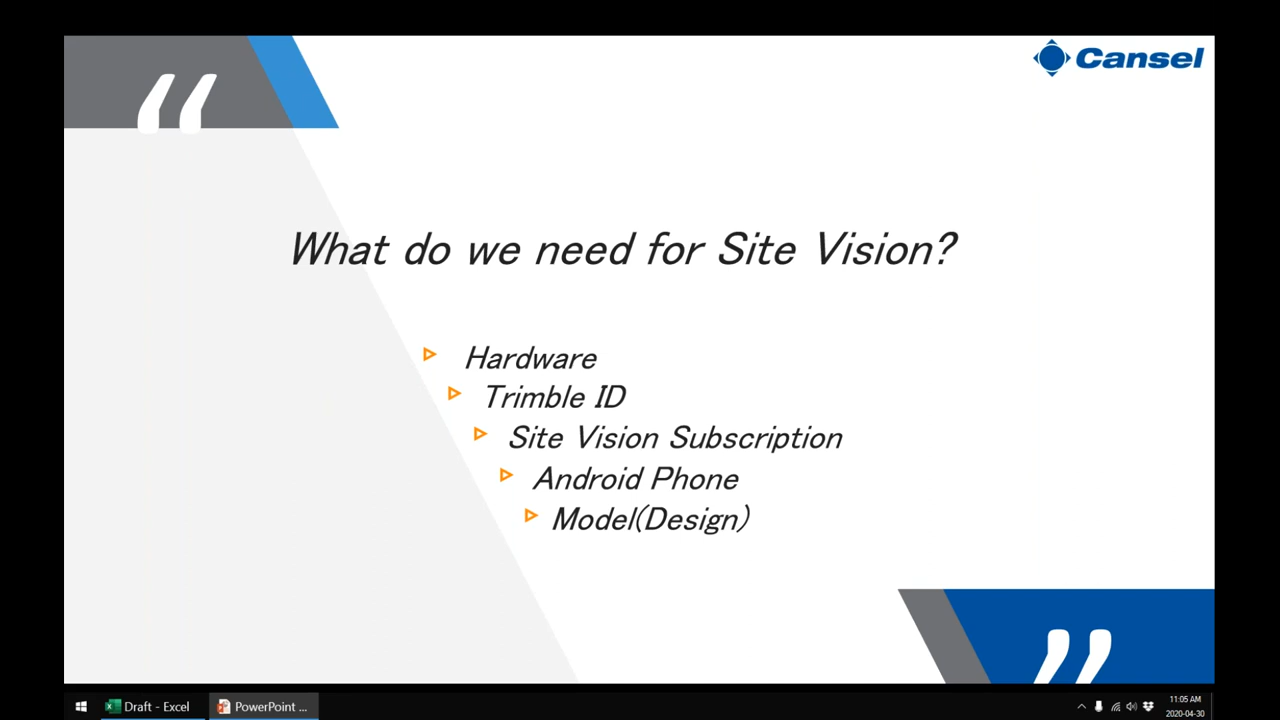 “
Cansel
What do we need for Site Vision?
Hardware
Trimble ID
Site Vision Subscription
Android Phone
Model(Design)
”
Draft - Excel
PowerPoint ...
11:05 AM
2020-04-30